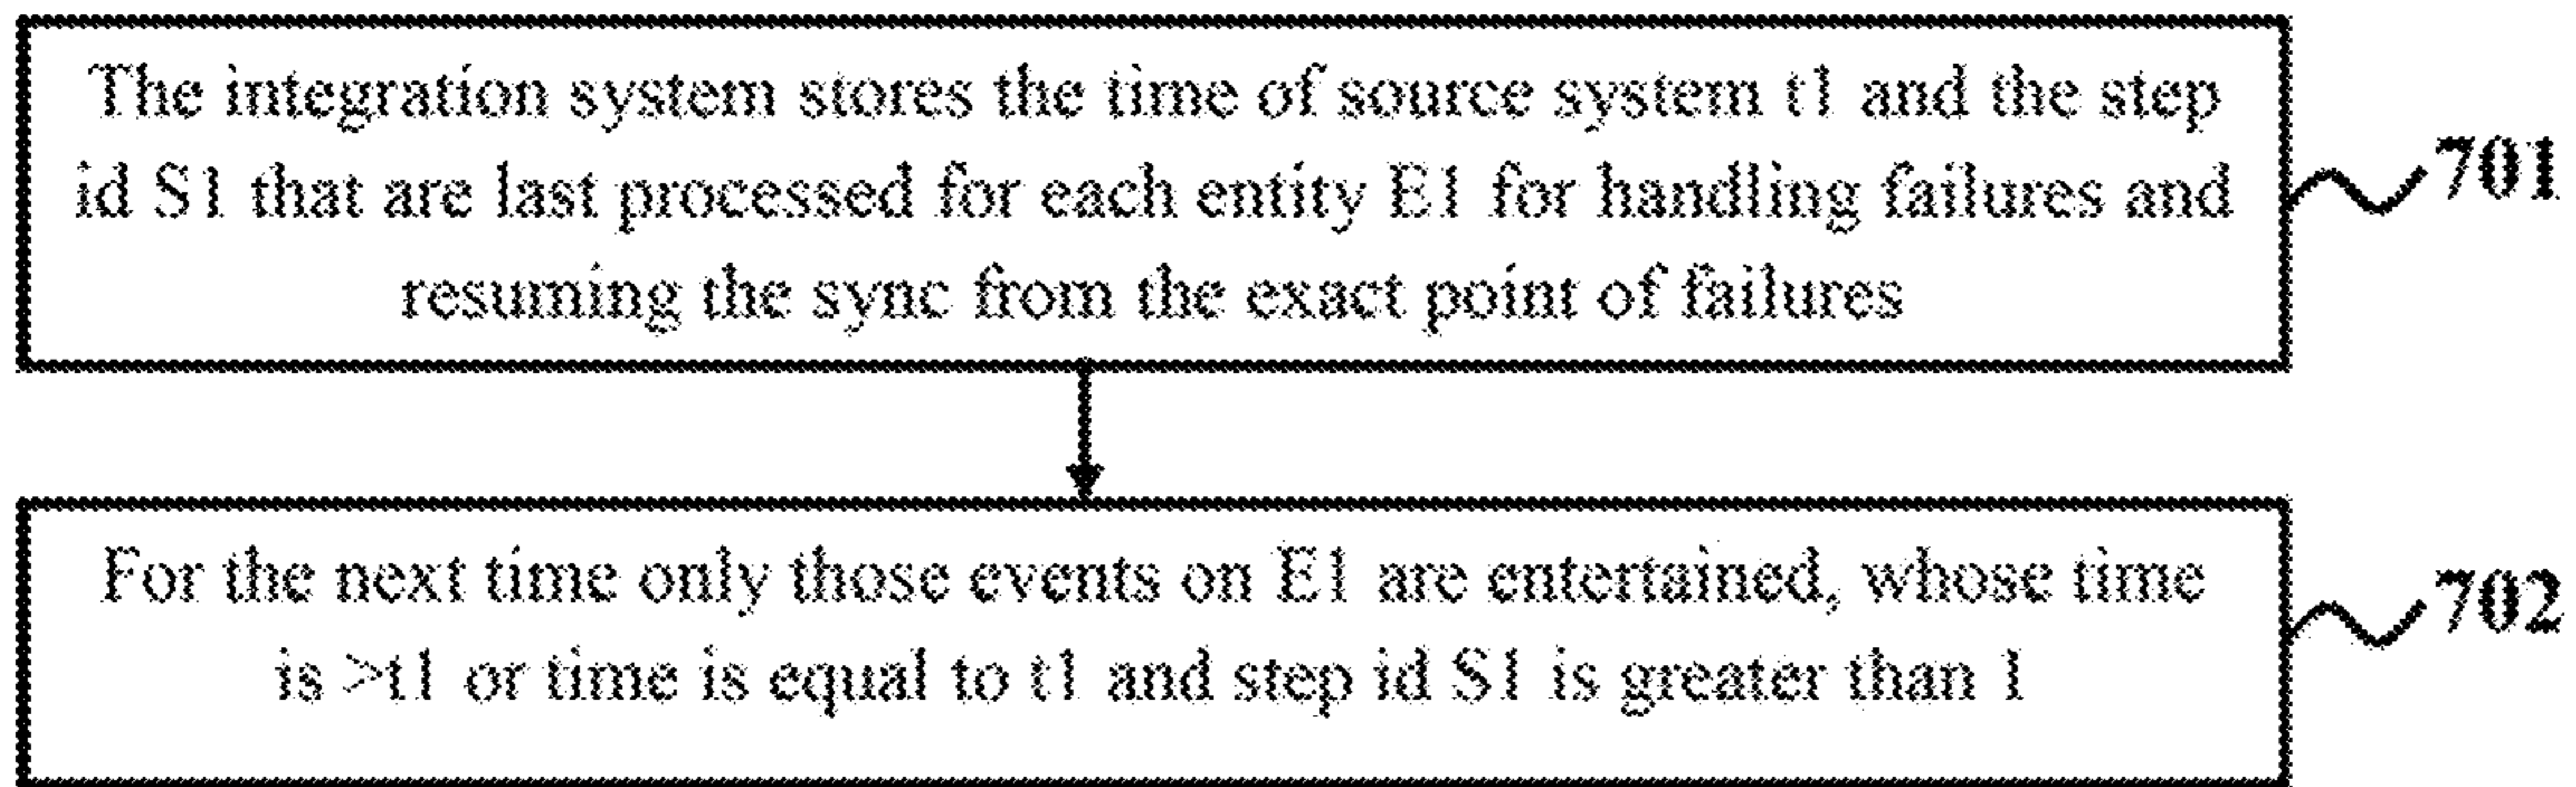 The integration system stores the time of source system t1 and the step
id S1 that are last processed for each entity E1 for handling failures and
resuming the sync from the exact point of failures
701
For the next time only those events on E1 are entertained, whose time
is >t1 or time is equal to t1 and step id S1 is greater than 1
702